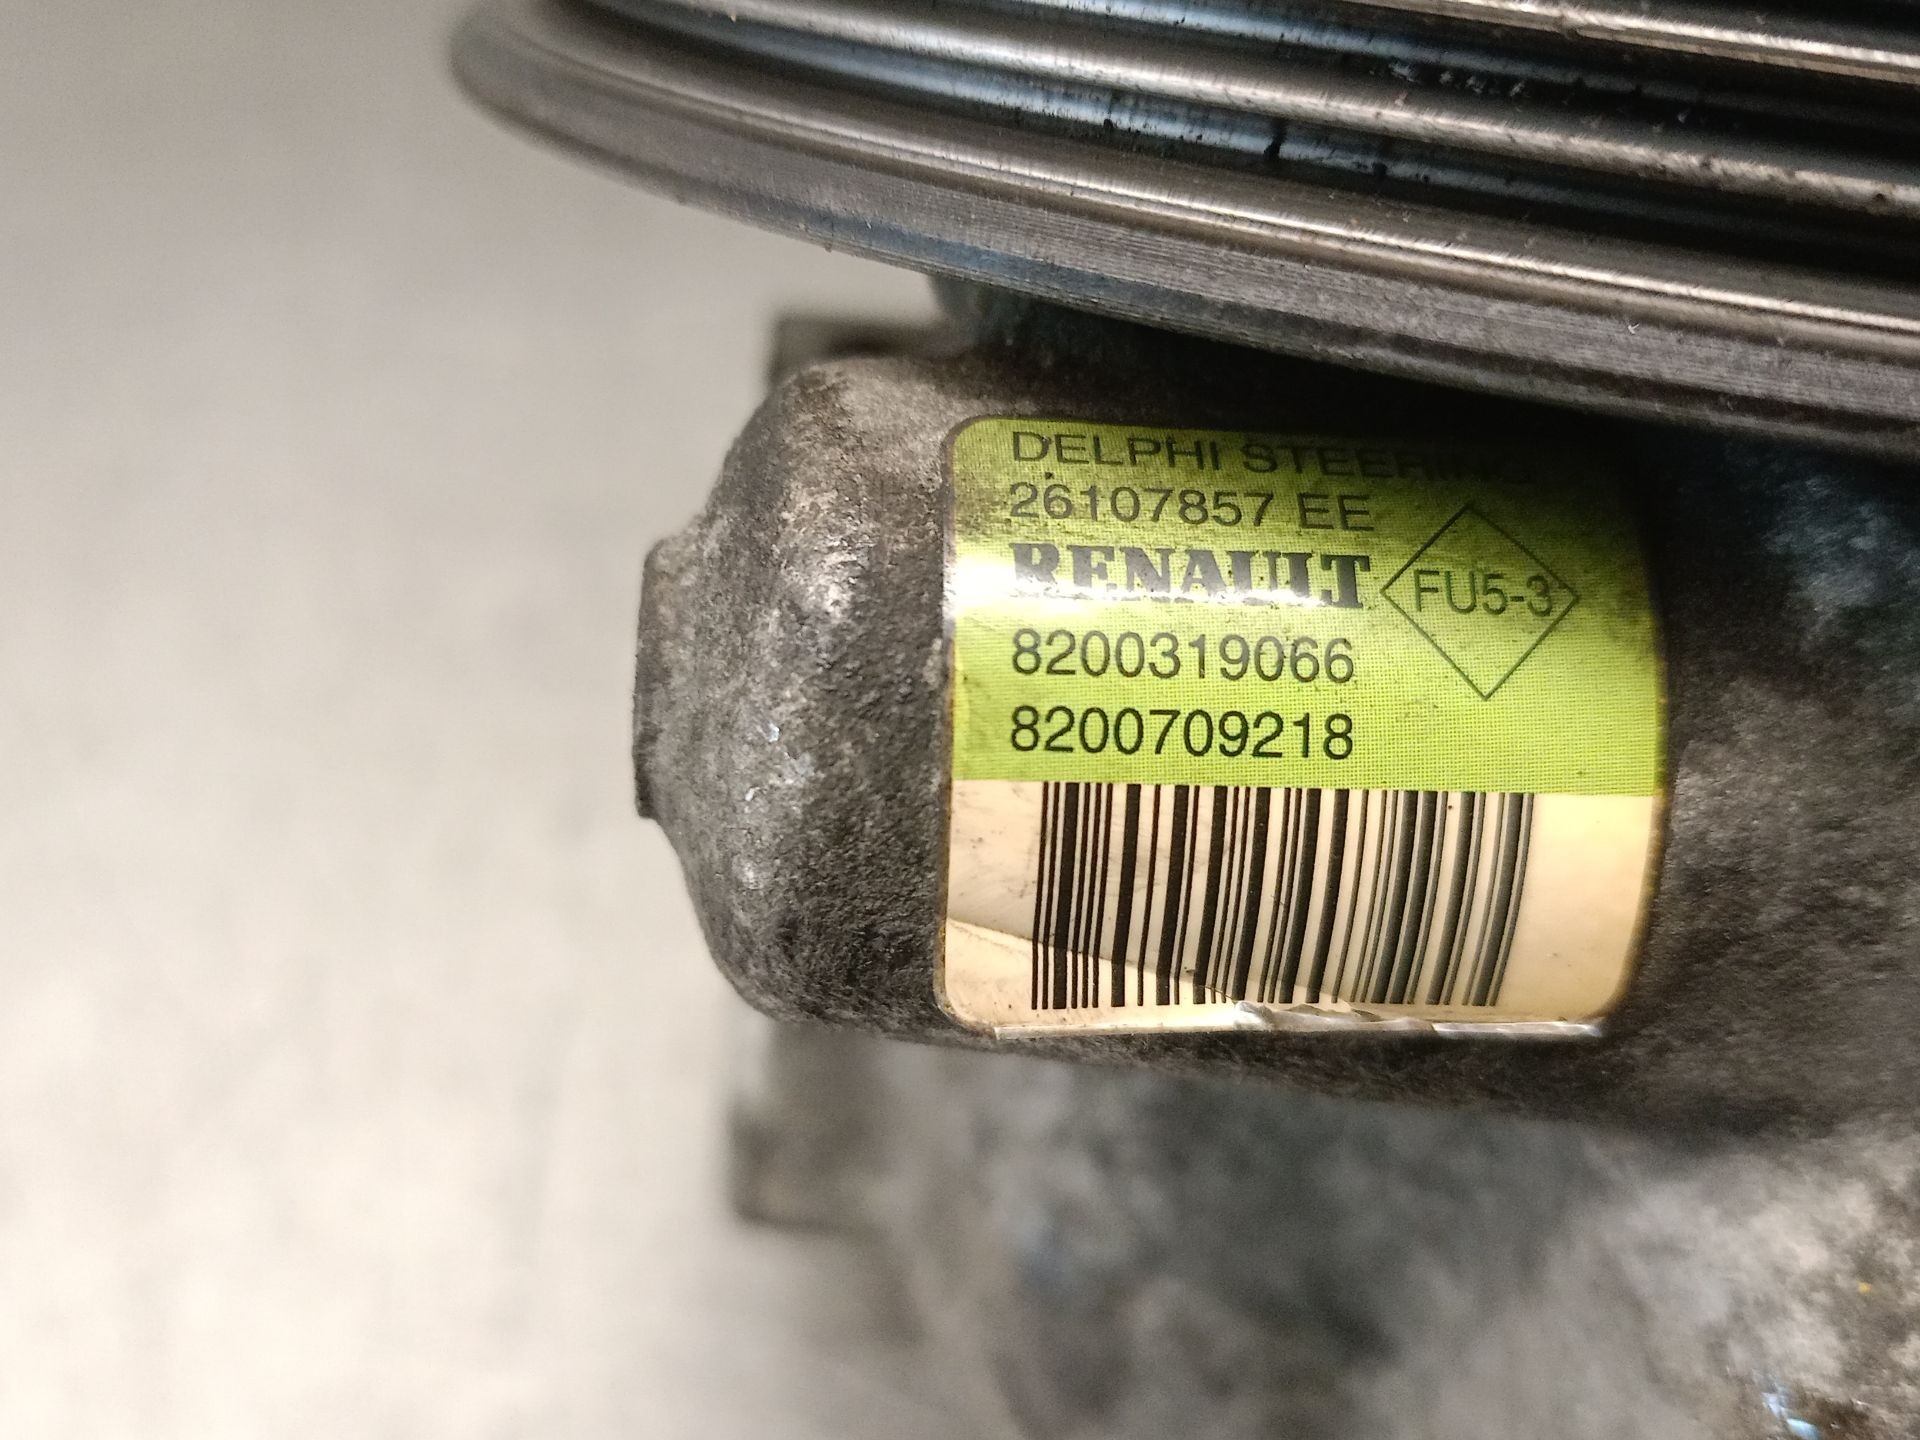 DELPHI STEERING
26107857 EE
RENAULT
FU5-3
8200319066
8200709218